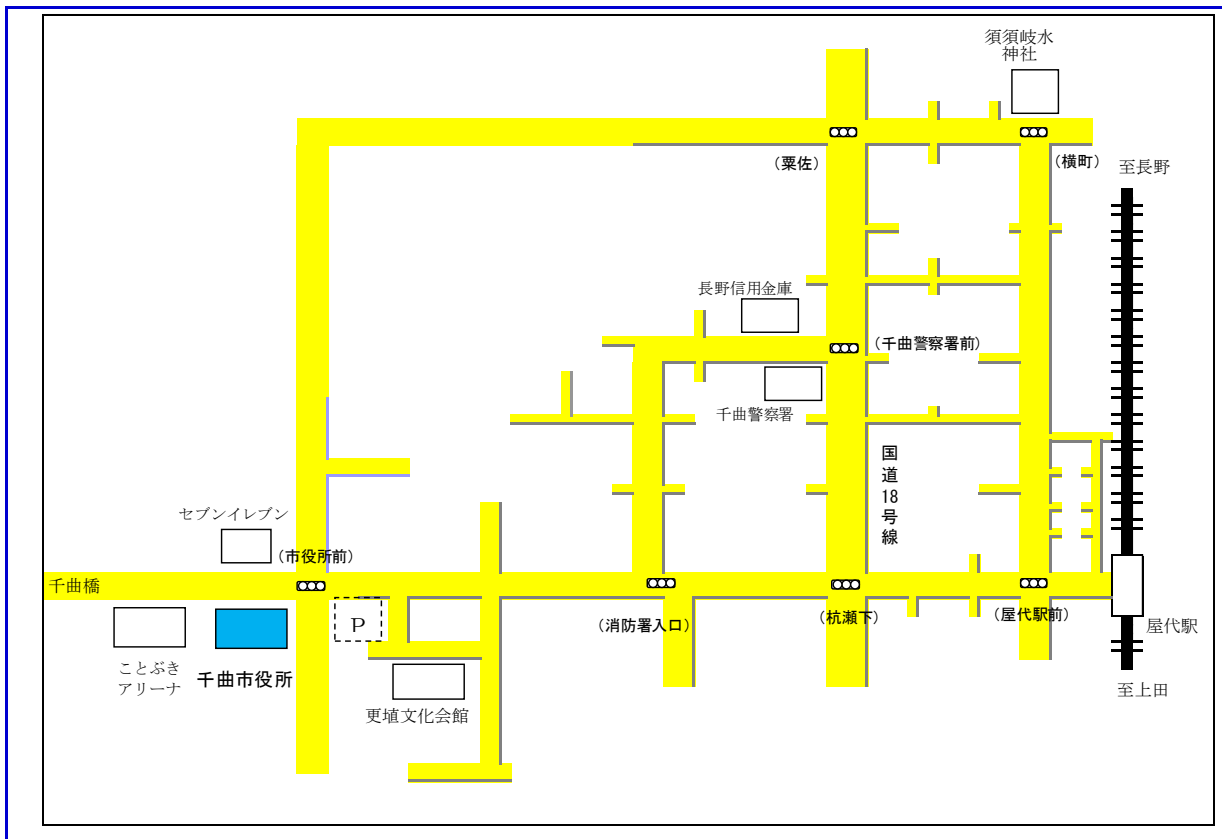 須須岐水
神社
(粟佐)
(横町)
至長野
長野信用金庫
(千曲警察署前)
千曲警察署
国道18号線
セブンイレブン
(市役所前)
千曲橋
P
(消防署入口)
(杭瀬下)
(屋代駅前)
屋代駅
ことぶき
アリーナ
千曲市役所
更埴文化会館
至上田